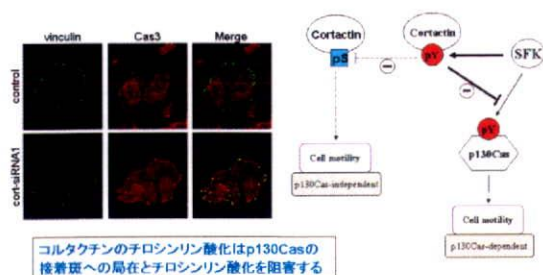 vinculin Cas3 Merge
control
cort-siRNA1
Cortactin
pS
Cortactin
pY
SFK
pY
p130Cas
Cell motility
p130Cas-independent
Cell motility
p130Cas-dependent
コルタクチンのチロシンリン酸化はp130Casの
接着斑への局在とチロシンリン酸化を阻害する